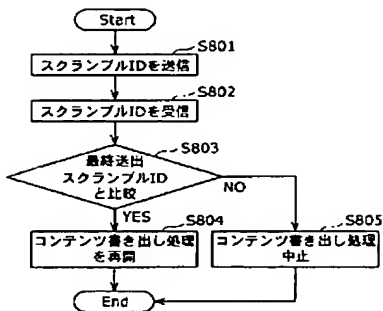 Start
S801
スクランブルIDを送信
S802
スクランブルIDを受信
S803
最終送出
スクランブルID
と比較
NO
YES
S804
S805
コンテンツ書き出し処理
を再開
コンテンツ書き出し処理
中止
End